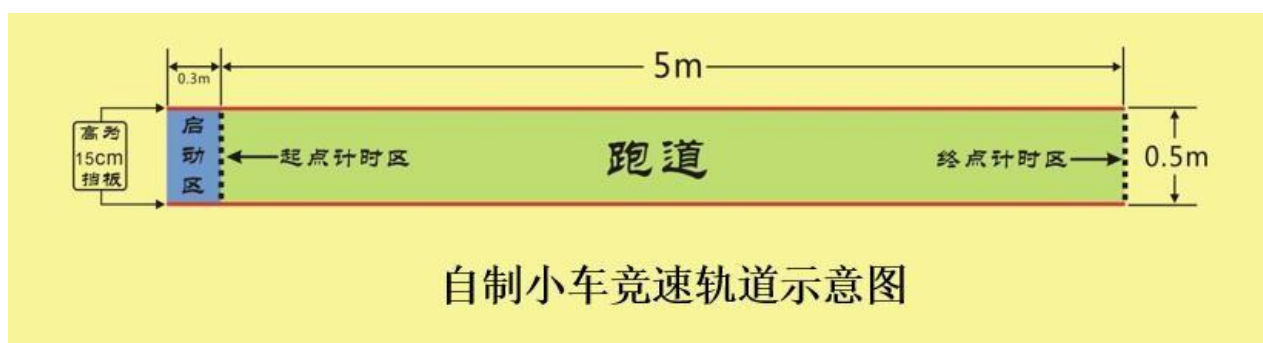 5m
0.3m
高为
15cm
挡板
启
动
区
起点计时区
跑道
终点计时区
0.5m
自制小车竞速轨道示意图